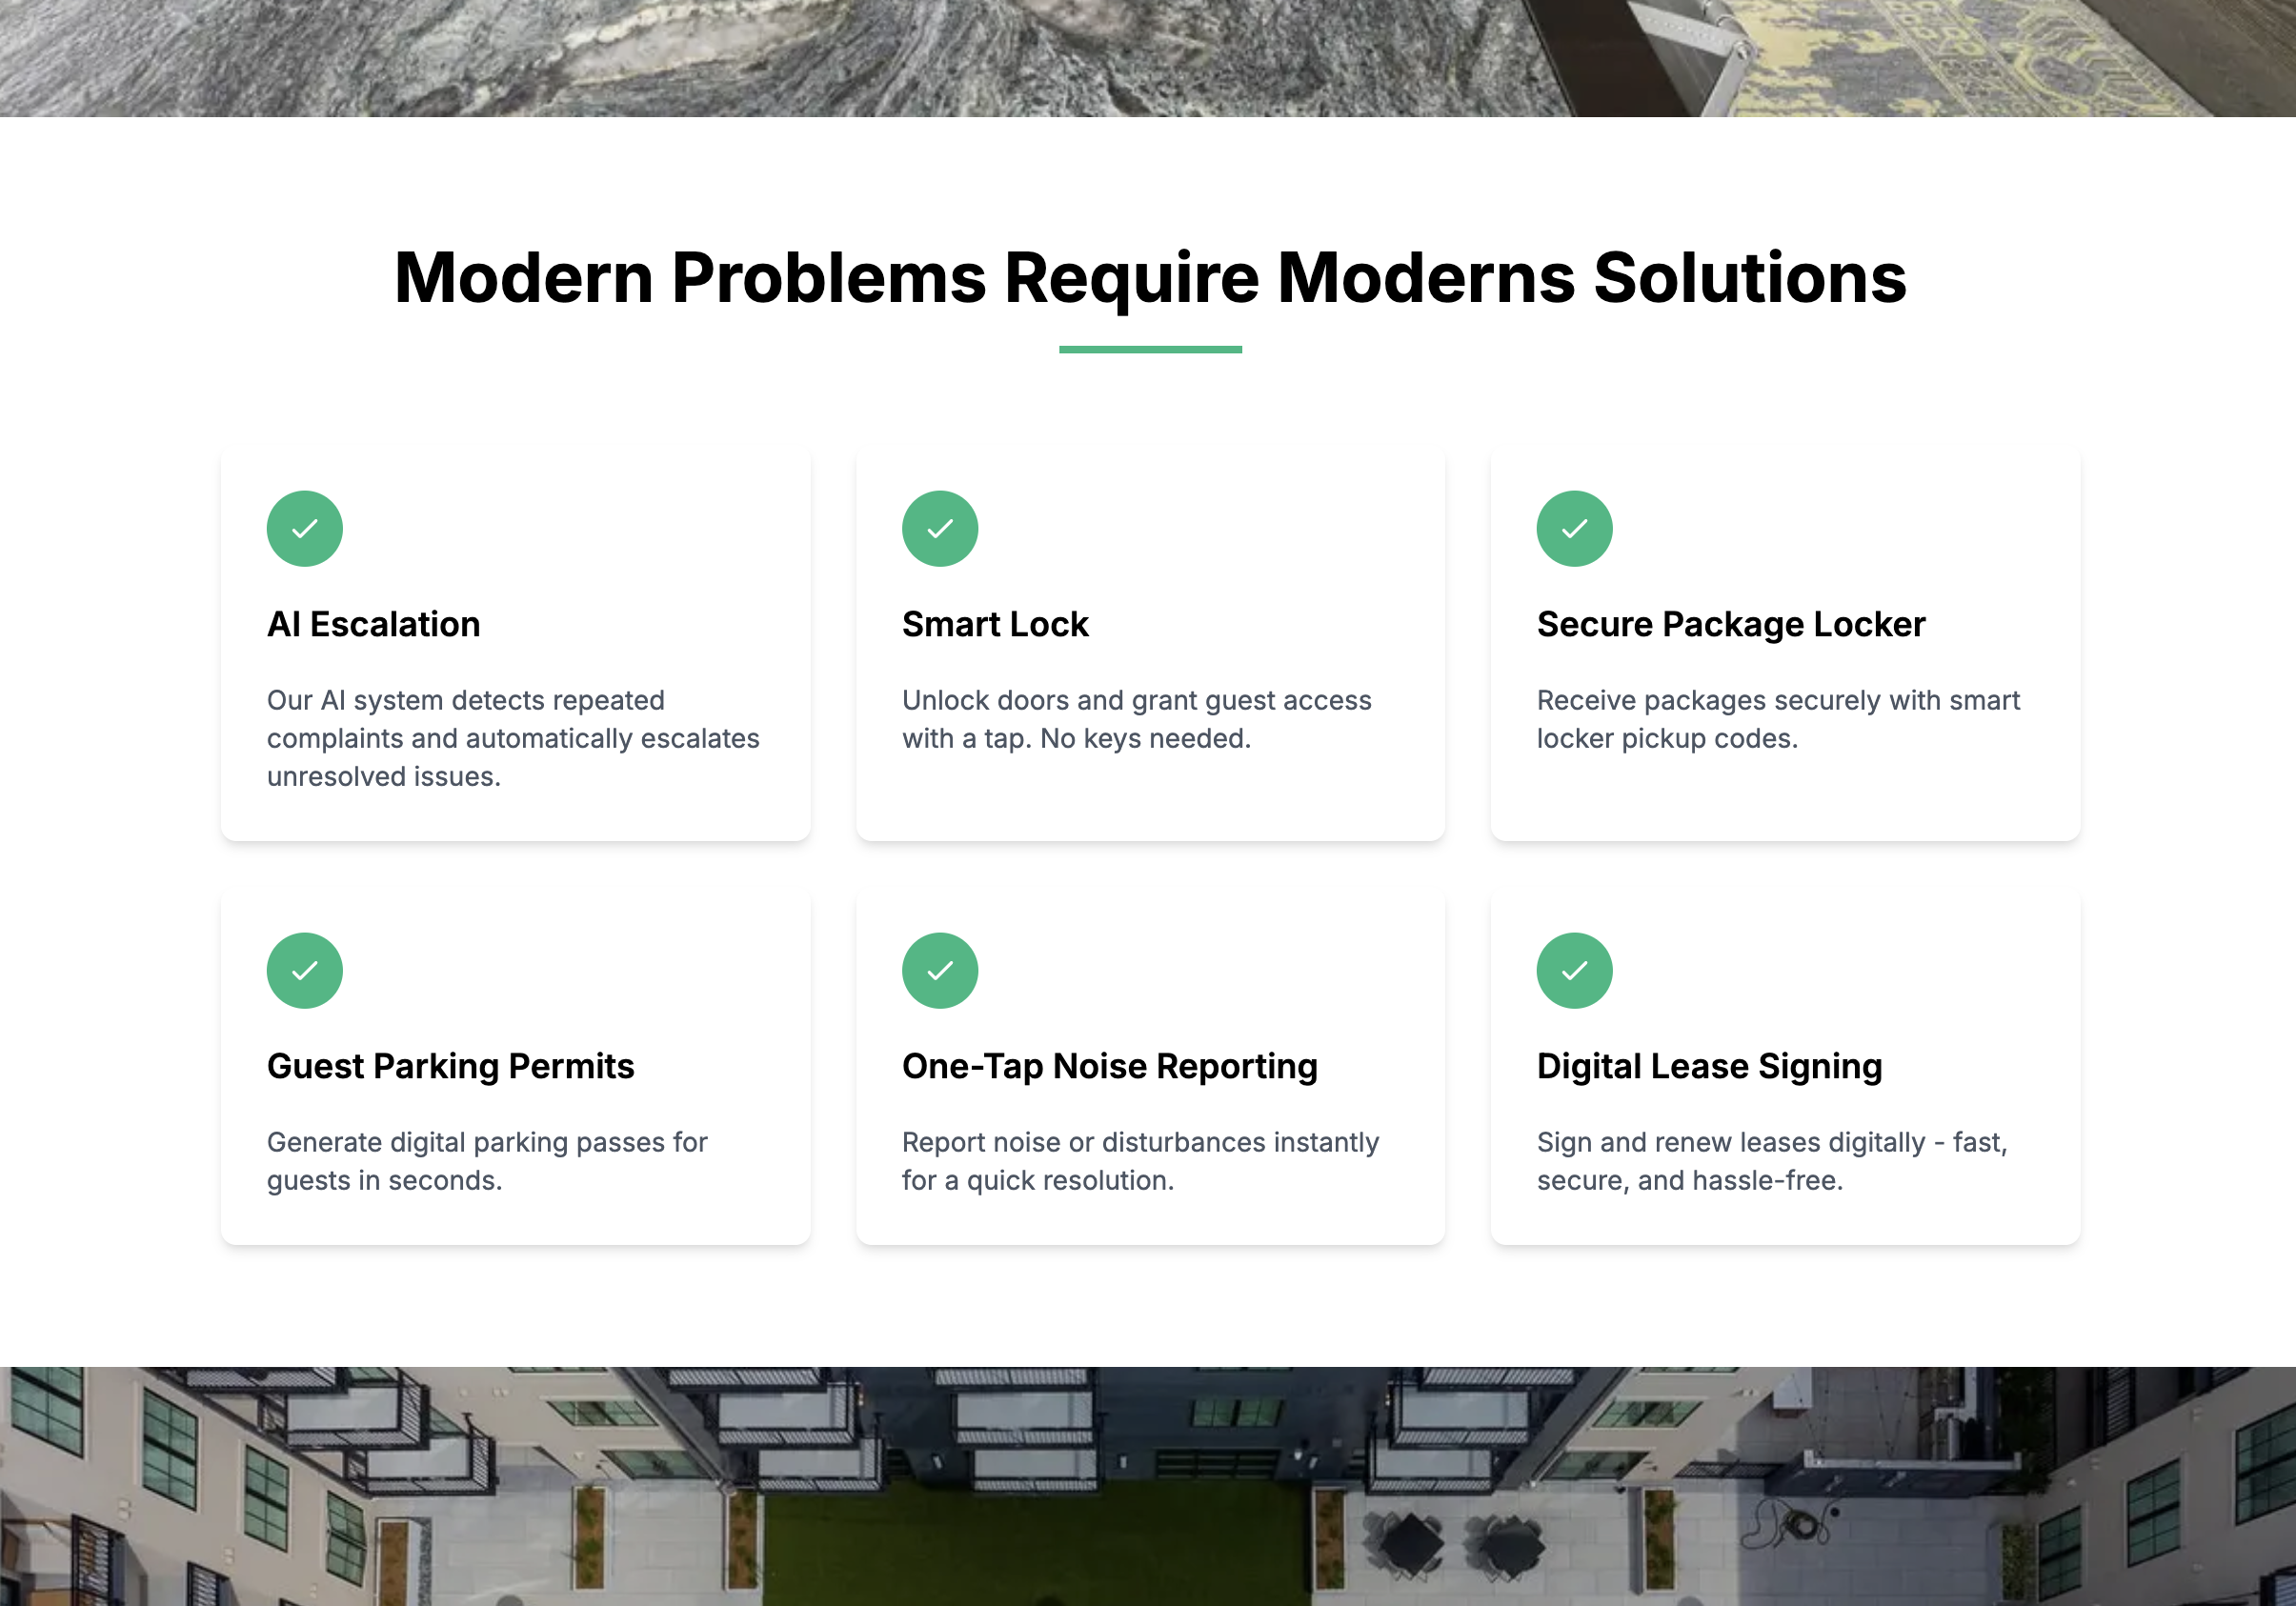 Modern Problems Require Moderns Solutions
AI Escalation
Our AI system detects repeated
complaints and automatically escalates
unresolved issues.
Smart Lock
Unlock doors and grant guest access
with a tap. No keys needed.
Secure Package Locker
Receive packages securely with smart
locker pickup codes.
Guest Parking Permits
Generate digital parking passes for
guests in seconds.
One-Tap Noise Reporting
Report noise or disturbances instantly
for a quick resolution.
Digital Lease Signing
Sign and renew leases digitally - fast,
secure, and hassle-free.